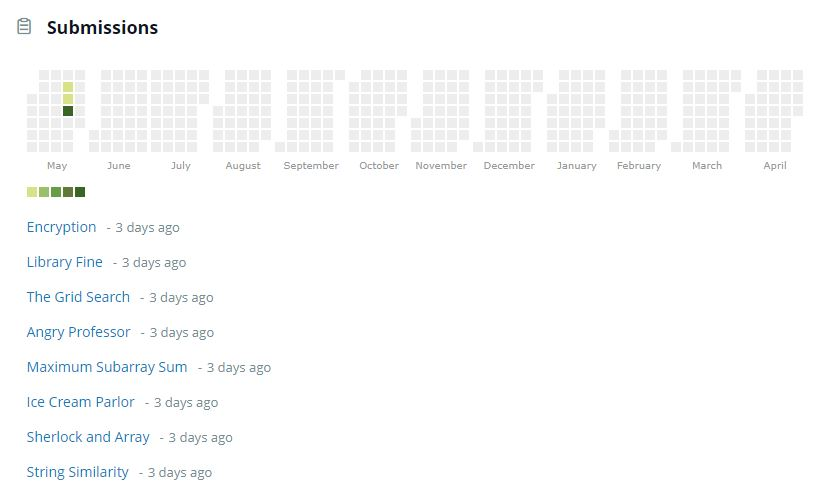 Submissions
May June July August September October November December January February March April
Encryption - 3 days ago
Library Fine - 3 days ago
The Grid Search - 3 days ago
Angry Professor - 3 days ago
Maximum Subarray Sum - 3 days ago
Ice Cream Parlor - 3 days ago
Sherlock and Array - 3 days ago
String Similarity - 3 days ago